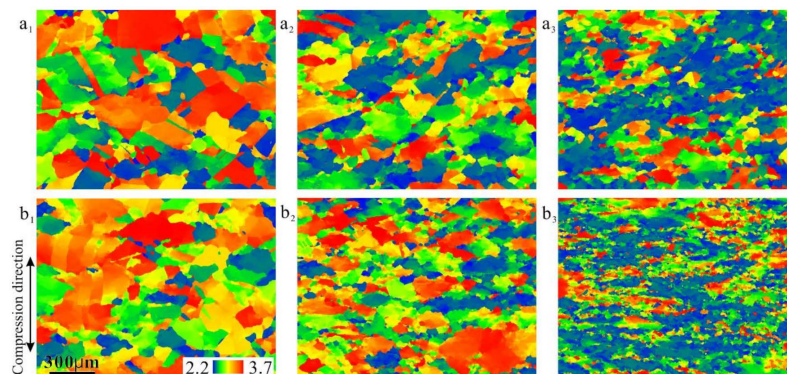 a1
a2
a3
b1
b2
b3
Compression direction
300μm
2.2 3.7